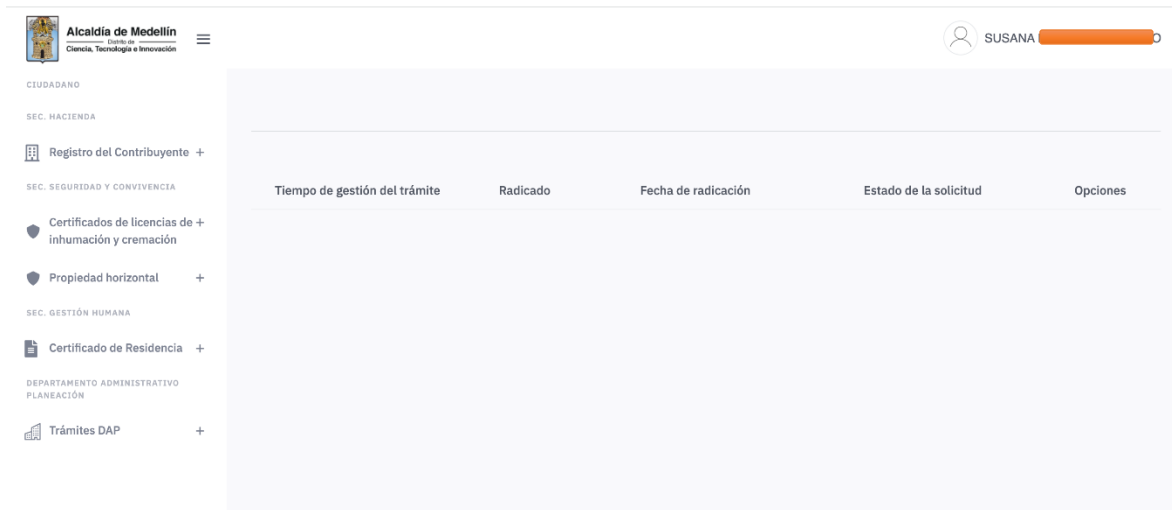 Alcaldía de Medellín
Distrito de
Ciencia, Tecnología e Innovación
SUSANA
O
CIUDADANO
SEC. HACIENDA
Registro del Contribuyente +
SEC. SEGURIDAD Y CONVIVENCIA
Certificados de licencias de +
inhumación y cremación
Propiedad horizontal +
SEC. GESTIÓN HUMANA
Certificado de Residencia +
DEPARTAMENTO ADMINISTRATIVO
PLANEACIÓN
Trámites DAP +
Tiempo de gestión del trámite Radicado Fecha de radicación Estado de la solicitud Opciones